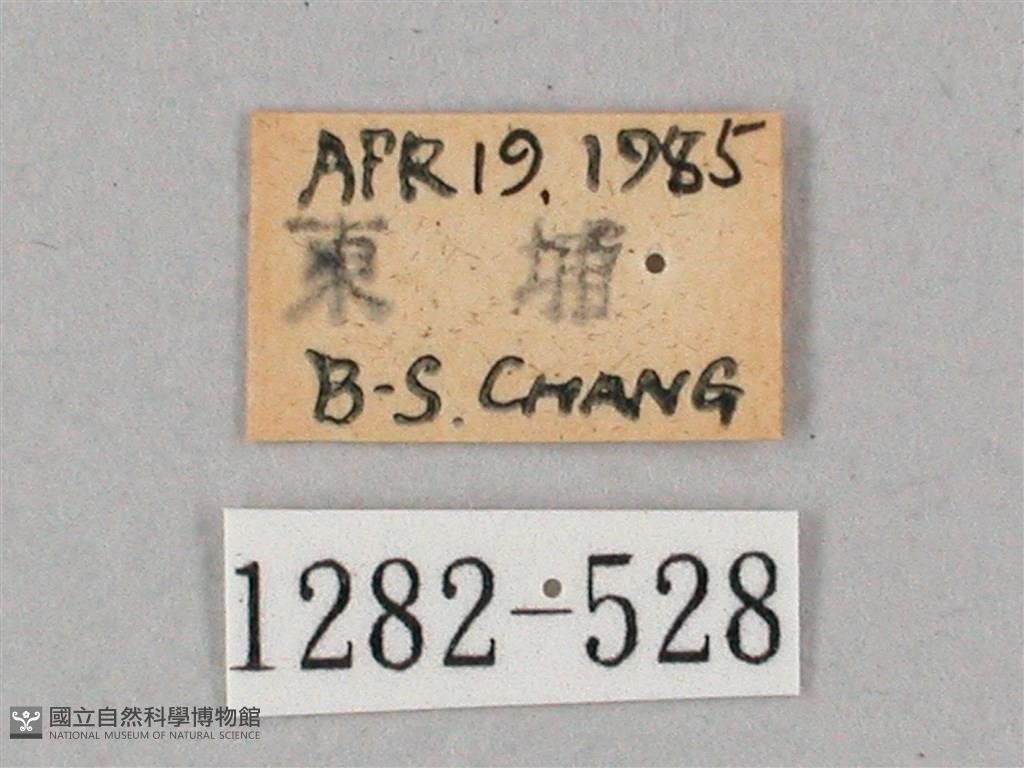 APR 19, 1985
東 埔
B-S. CHANG
1282-528
國立自然科學博物館
NATIONAL MUSEUM OF NATURAL SCIENCE